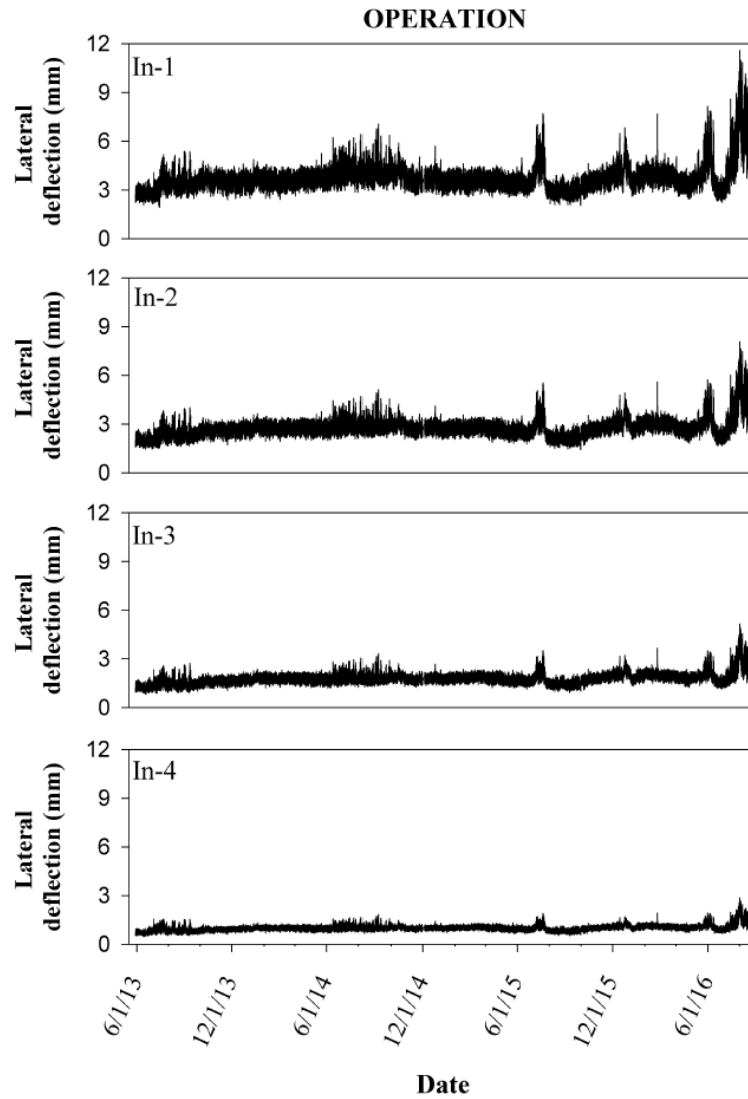 OPERATION
Lateral
deflection (mm)
12
9
6
3
0
In-1
Lateral
deflection (mm)
12
9
6
3
0
In-2
Lateral
deflection (mm)
12
9
6
3
0
In-3
Lateral
deflection (mm)
12
9
6
3
0
In-4
6/1/13
12/1/13
6/1/14
12/1/14
6/1/15
12/1/15
6/1/16
Date